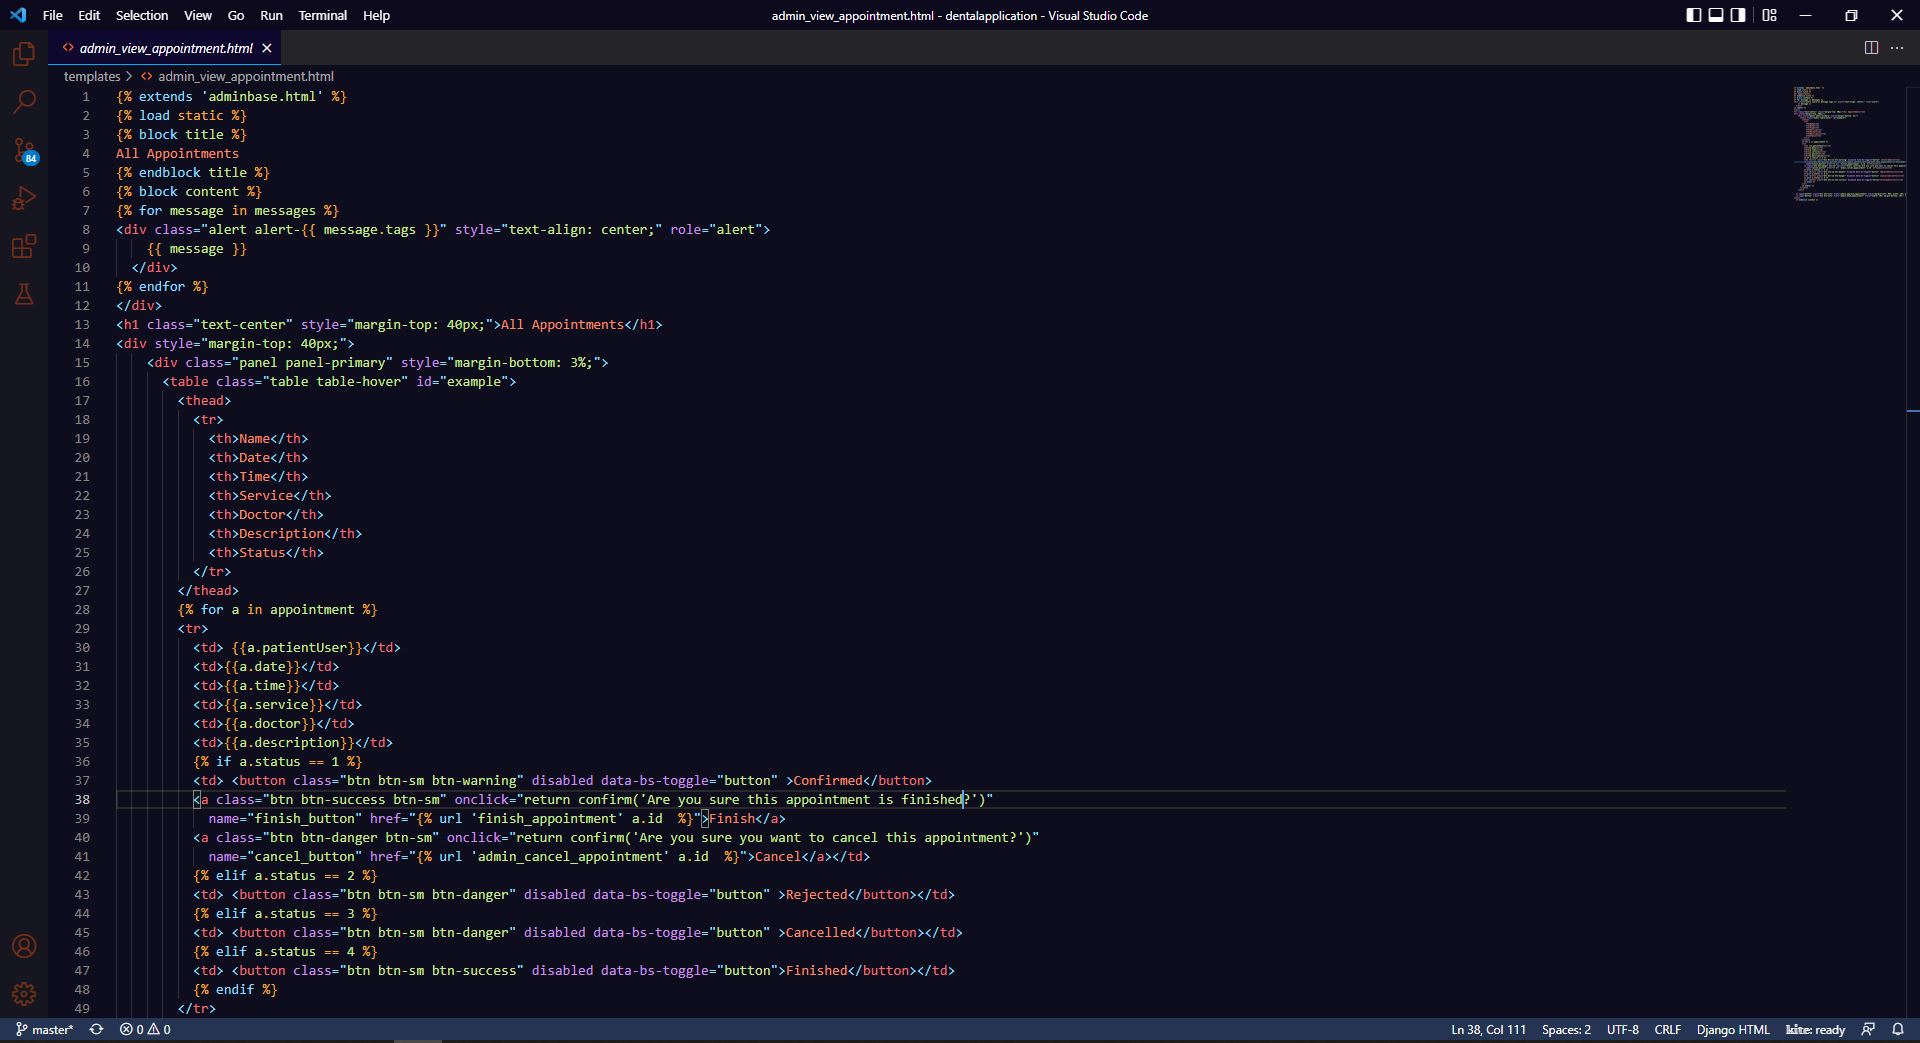 File Edit Selection View Go Run Terminal Help
admin_view_appointment.html - dentalapplication - Visual Studio Code
admin_view_appointment.html
templates > admin_view_appointment.html
84
1 {% extends 'adminbase.html' %}
2 {% load static %}
3 {% block title %}
4 All Appointments
5 {% endblock title %}
6 {% block content %}
7 {% for message in messages %}
8 <div class="alert alert-{{ message.tags }}" style="text-align: center;" role="alert">
9 {{ message }}
10 </div>
11 {% endfor %}
12 </div>
13 <h1 class="text-center" style="margin-top: 40px;">All Appointments</h1>
14 <div style="margin-top: 40px;">
15 <div class="panel panel-primary" style="margin-bottom: 3%;">
16 <table class="table table-hover" id="example">
17 <thead>
18 <tr>
19 <th>Name</th>
20 <th>Date</th>
21 <th>Time</th>
22 <th>Service</th>
23 <th>Doctor</th>
24 <th>Description</th>
25 <th>Status</th>
26 </tr>
27 </thead>
28 {% for a in appointment %}
29 <tr>
30 <td> {{a.patientUser}}</td>
31 <td>{{a.date}}</td>
32 <td>{{a.time}}</td>
33 <td>{{a.service}}</td>
34 <td>{{a.doctor}}</td>
35 <td>{{a.description}}</td>
36 {% if a.status == 1 %}
37 <td> <button class="btn btn-sm btn-warning" disabled data-bs-toggle="button" >Confirmed</button>
38 <a class="btn btn-success btn-sm" onclick="return confirm('Are you sure this appointment is finished?')"
39 name="finish_button" href="{% url 'finish_appointment' a.id  %}">Finish</a>
40 <a class="btn btn-danger btn-sm" onclick="return confirm('Are you sure you want to cancel this appointment?')"
41 name="cancel_button" href="{% url 'admin_cancel_appointment' a.id  %}">Cancel</a></td>
42 {% elif a.status == 2 %}
43 <td> <button class="btn btn-sm btn-danger" disabled data-bs-toggle="button" >Rejected</button></td>
44 {% elif a.status == 3 %}
45 <td> <button class="btn btn-sm btn-danger" disabled data-bs-toggle="button" >Cancelled</button></td>
46 {% elif a.status == 4 %}
47 <td> <button class="btn btn-sm btn-success" disabled data-bs-toggle="button">Finished</button></td>
48 {% endif %}
49 </tr>
master* 0 0 Ln 38, Col 111 Spaces: 2 UTF-8 CRLF Django HTML kite: ready